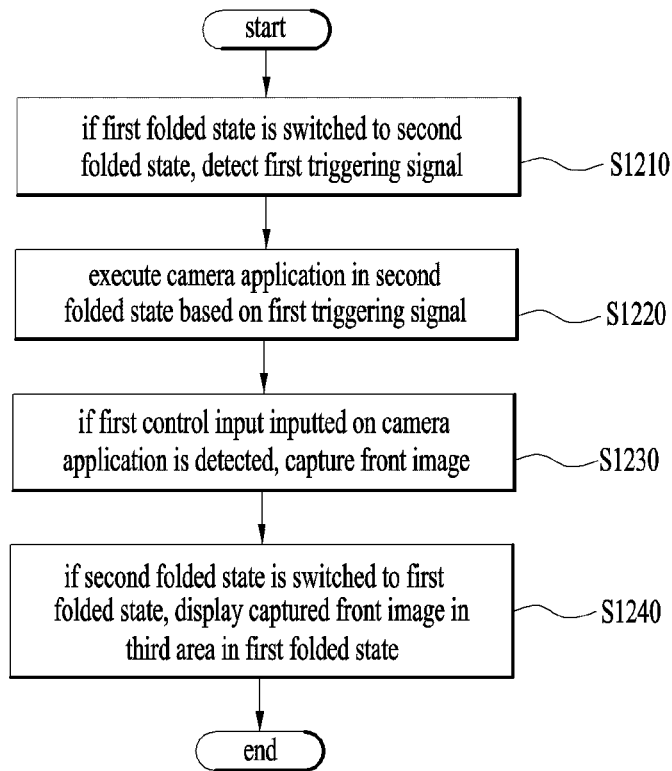 start
if first folded state is switched to second
folded state, detect first triggering signal
S1210
execute camera application in second
folded state based on first triggering signal
S1220
if first control input inputted on camera
application is detected, capture front image
S1230
if second folded state is switched to first
folded state, display captured front image in
third area in first folded state
S1240
end